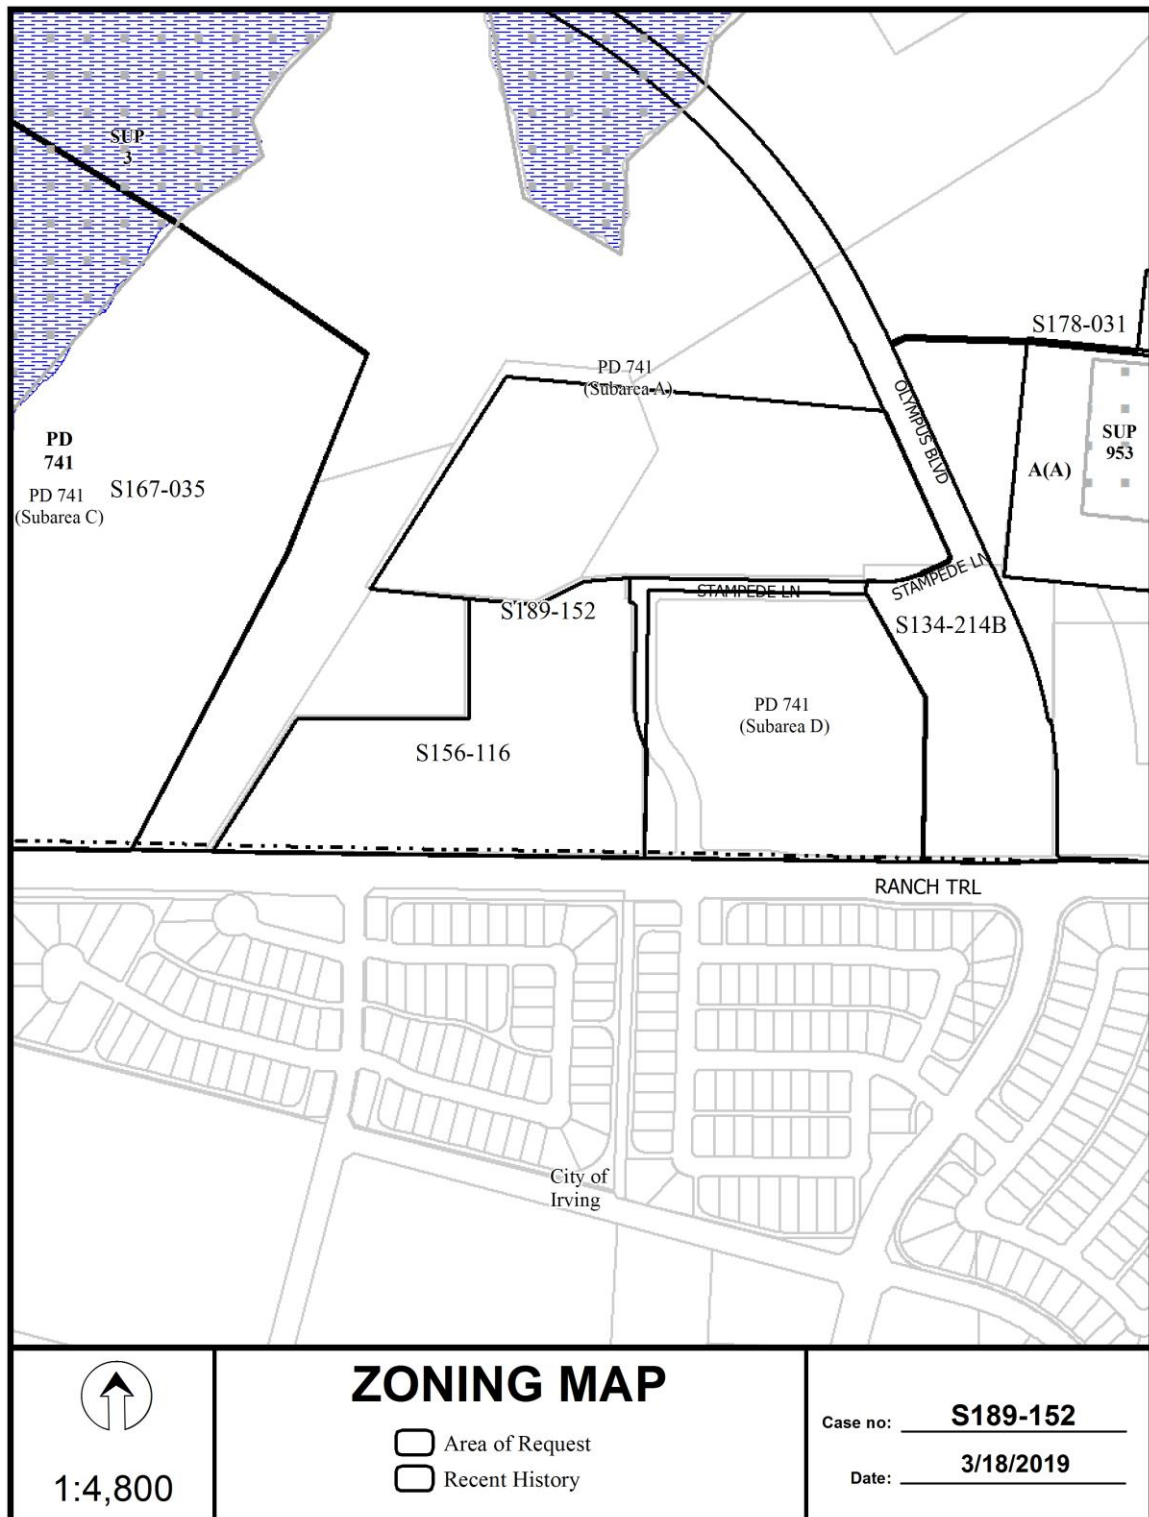 SUP
3
S178-031
PD 741
(Subarea A)
OLYMPUS BLVD
SUP
953
A(A)
PD
741
S167-035
PD 741
(Subarea C)
STAMPEDE LN
STAMPEDE LN
S189-152
S134-214B
PD 741
(Subarea D)
S156-116
RANCH TRL
City of
Irving
ZONING MAP
Area of Request
Recent History
1:4,800
Case no: S189-152
Date: 3/18/2019